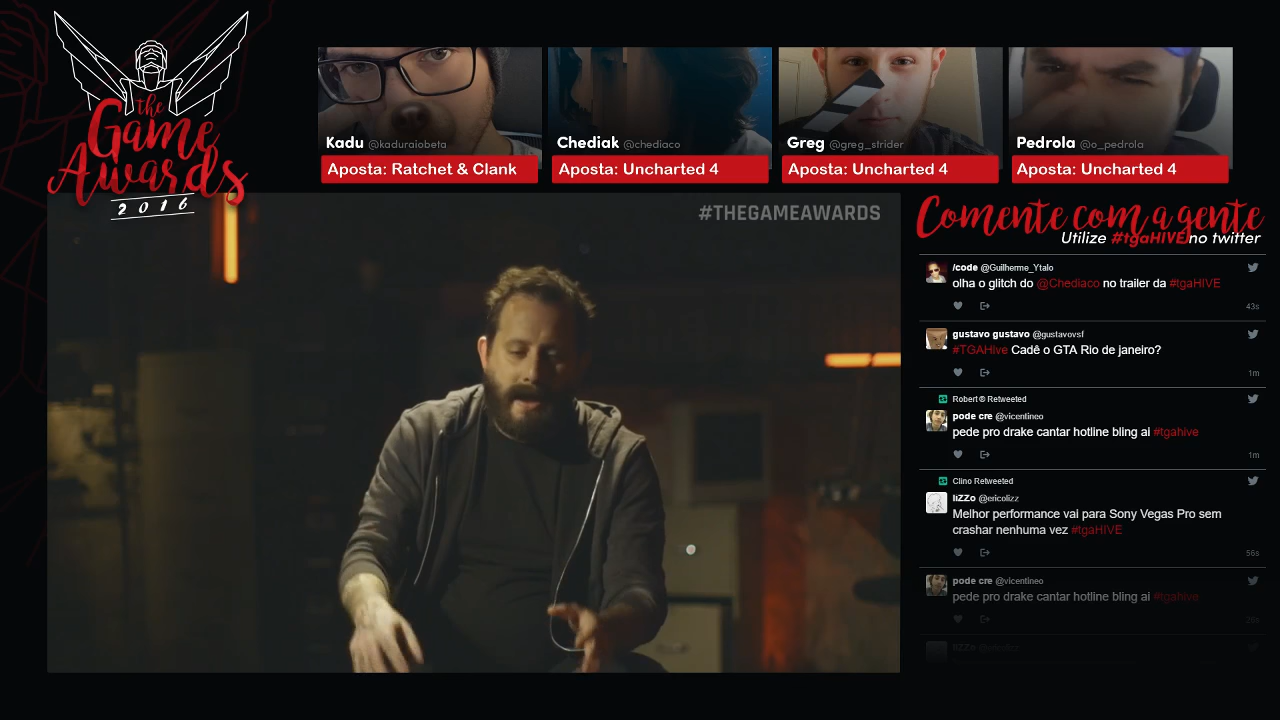 the
Game
Awards
2016
Kadu @kaduraiobeta
Aposta: Ratchet & Clank
Chediak @chediaco
Aposta: Uncharted 4
Greg @greg_strider
Aposta: Uncharted 4
Pedrola @o_pedrola
Aposta: Uncharted 4
#THEGAMEAWARDS
Comente com a gente
Utilize #tgaHIVE no twitter
/code @Guilherme_Ytalo
olha o glitch do @Chediaco no trailer da #tgaHIVE
43s
gustavo gustavo @gustavovsf
#TGAHive Cadê o GTA Rio de janeiro?
1m
Robert® Retweeted
pode cre @vicentineo
pede pro drake cantar hotline bling ai #tgahive
1m
Clino Retweeted
liZZo @ericolizz
Melhor performance vai para Sony Vegas Pro sem
crashar nenhuma vez #tgaHIVE
56s
pode cre @vicentineo
pede pro drake cantar hotline bling ai #tgahive
26s
liZZo @ericolizz